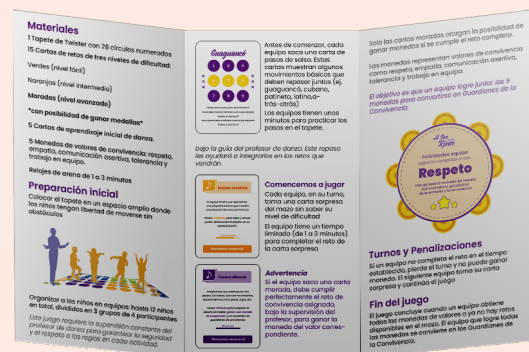 Materiales
1 Tapete de Twister con 28 círculos numerados
15 Cartas de retos de tres niveles de dificultad:
Verdes (nivel fácil)
Naranjas (nivel intermedio)
Moradas (nivel avanzado)
*con posibilidad de ganar medallas*
5 Cartas de aprendizaje inicial de danza.
5 Monedas de valores de convivencia: respeto,
empatía, comunicación asertiva, tolerancia y
trabajo en equipo.
Relojes de arena de 1 a 3 minutos
Preparación inicial
Colocar el tapete en un espacio amplio donde
los niños tengan libertad de moverse sin
obstáculos
Organizar a los niños en equipos: hasta 12 niños
en total, divididos en 3 grupos de 4 participantes
Este juego requiere la supervisión constante del
profesor de danza para garantizar la seguridad
y el respeto a las reglas en cada actividad.
Guaguancó
1 2 3
4 5 6
7 8 9
Antes de comenzar, cada
equipo saca una carta de
pasos de salsa. Estas
cartas muestran algunos
movimientos básicos que
deben repasar juntos (ej.
guaguancó, cubano,
patineta, latino,a-
trás-atrás)
Los equipos tienen unos
minutos para practicar los
pasos en el tapete.
bajo la guía del profesor de danza. Este repaso
les ayudará a integrarlos en los retos que
vendrán.
Comencemos a jugar
Cada equipo, en su turno,
toma una carta sorpresa
del mazo sin saber su
nivel de dificultad
El equipo tiene un tiempo
limitado (de 1 a 3 minutos)
para completar el reto de
la carta sorpresa
Advertencia
Si el equipo saca una carta
morada, debe cumplir
perfectamente el reto de
convivencia asignado,
bajo la supervisión del
profesor, para ganar la
moneda del valor corres-
pondiente.
Solo las cartas moradas otorgan la posibilidad de
ganar monedas si se cumple el reto completo.
Las monedas representan valores de convivencia
como respeto, empatía, comunicación asertiva,
tolerancia y trabajo en equipo.
El objetivo es que un equipo logre juntar las 5
monedas para convertirse en Guardianes de la
Convivencia.
Felicidades equipo
Respeto
Turnos y Penalizaciones
Si un equipo no completa el reto en el tiempo
establecido, pierde el turno y no puede ganar
moneda. El siguiente equipo toma su carta
sorpresa y continúa el juego
Fin del juego
El juego concluye cuando un equipo obtiene
todas las monedas de valores o ya no hay retos
disponibles en el mazo. El equipo que logre todas
las monedas se convierte en los Guardianes de
la Convivencia.